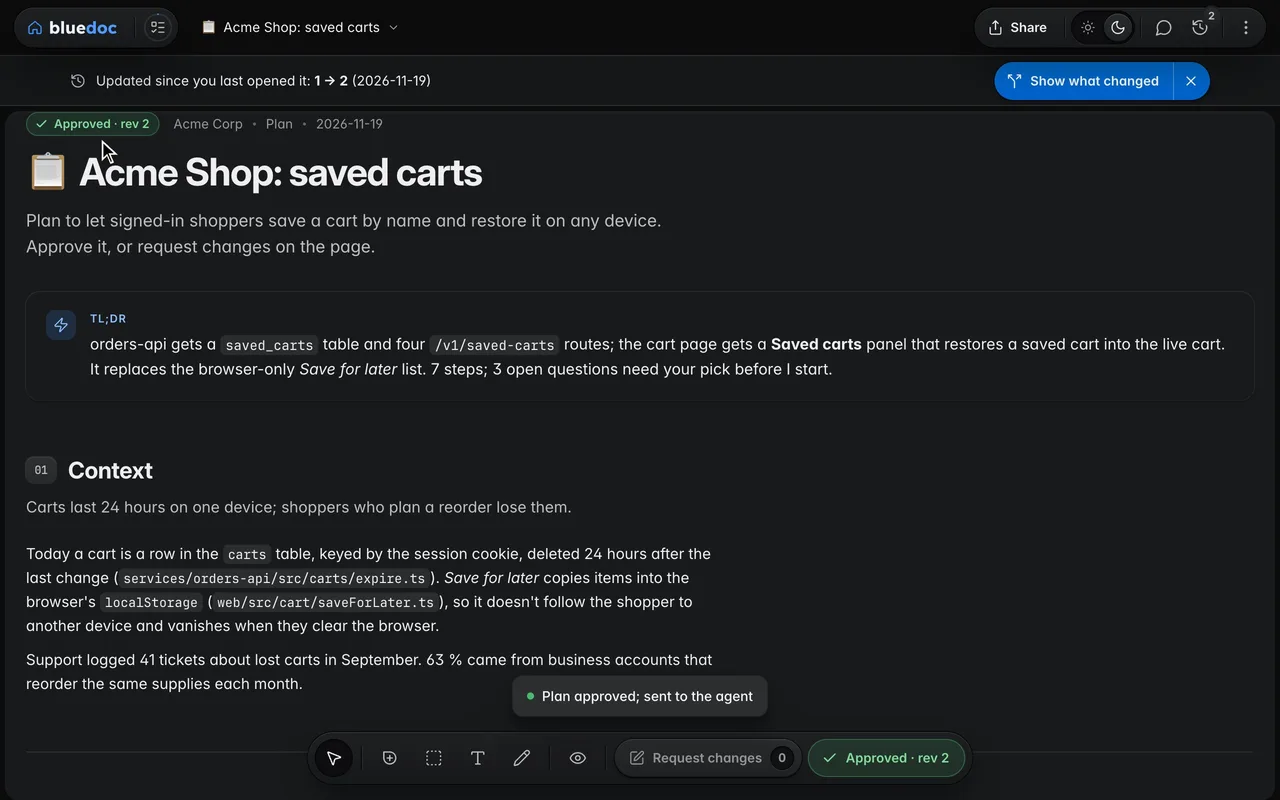 bluedoc
Acme Shop: saved carts
Share
2
Updated since you last opened it: 1 → 2 (2026-11-19)
Show what changed
Approved · rev 2
Acme Corp • Plan • 2026-11-19
Acme Shop: saved carts
Plan to let signed-in shoppers save a cart by name and restore it on any device.
Approve it, or request changes on the page.
TL;DR
orders-api gets a saved_carts table and four /v1/saved-carts routes; the cart page gets a Saved carts panel that restores a saved cart into the live cart.
It replaces the browser-only Save for later list. 7 steps; 3 open questions need your pick before I start.
01 Context
Carts last 24 hours on one device; shoppers who plan a reorder lose them.
Today a cart is a row in the carts table, keyed by the session cookie, deleted 24 hours after the
last change (services/orders-api/src/carts/expire.ts). Save for later copies items into the
browser's localStorage (web/src/cart/saveForLater.ts), so it doesn't follow the shopper to
another device and vanishes when they clear the browser.
Support logged 41 tickets about lost carts in September. 63 % came from business accounts that
reorder the same supplies each month.
Plan approved; sent to the agent
Request changes 0
Approved · rev 2